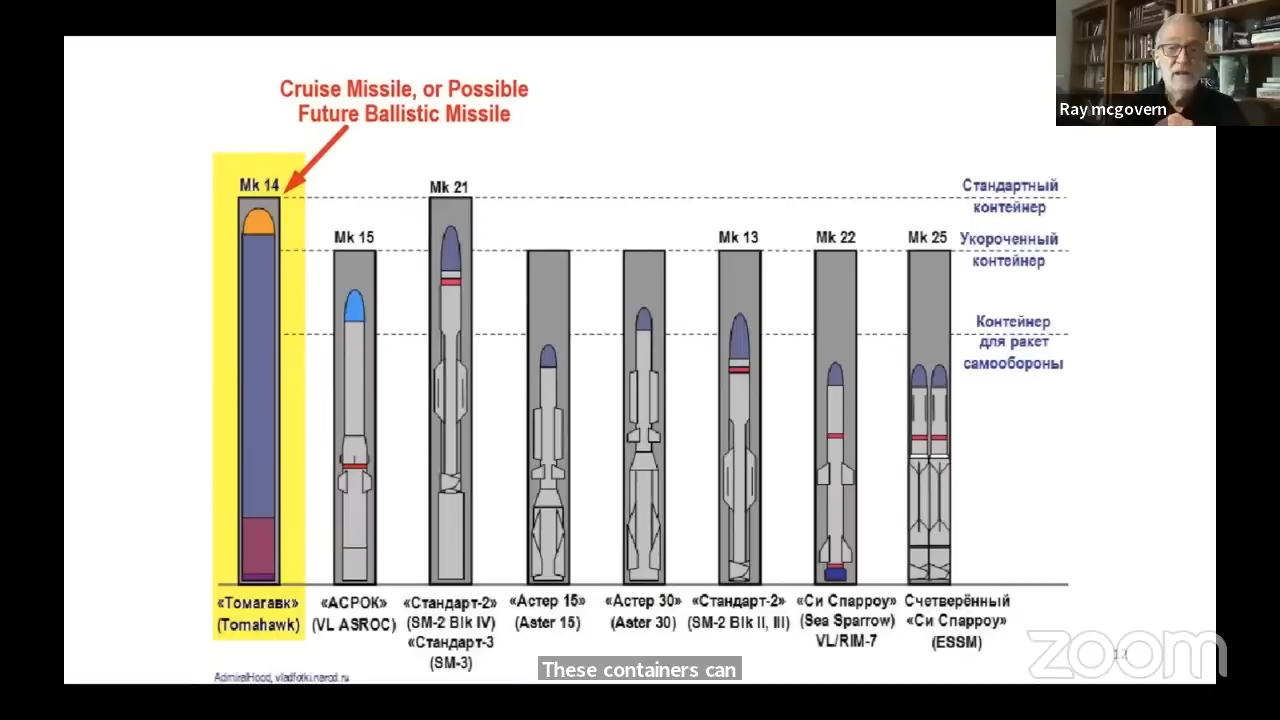 Ray mcgovern
Cruise Missile, or Possible
Future Ballistic Missile
Mk 14
Mk 21
Стандартный
контейнер
Mk 15
Mk 13
Mk 22
Mk 25
Укороченный
контейнер
Контейнер
для ракет
самообороны
«Томагавк»
(Tomahawk)
«АСРОК»
(VL ASROC)
«Стандарт-2»
(SM-2 Blk IV)
«Стандарт-3
(SM-3)
«Астер 15»
(Aster 15)
«Астер 30»
(Aster 30)
«Стандарт-2»
(SM-2 Blk II, III)
«Си Спарроу»
(Sea Sparrow)
VL/RIM-7
Счетверённый
«Си Спарроу»
(ESSM)
AdmiralHood, vladfotki.narod.ru
These containers can
12
zoom